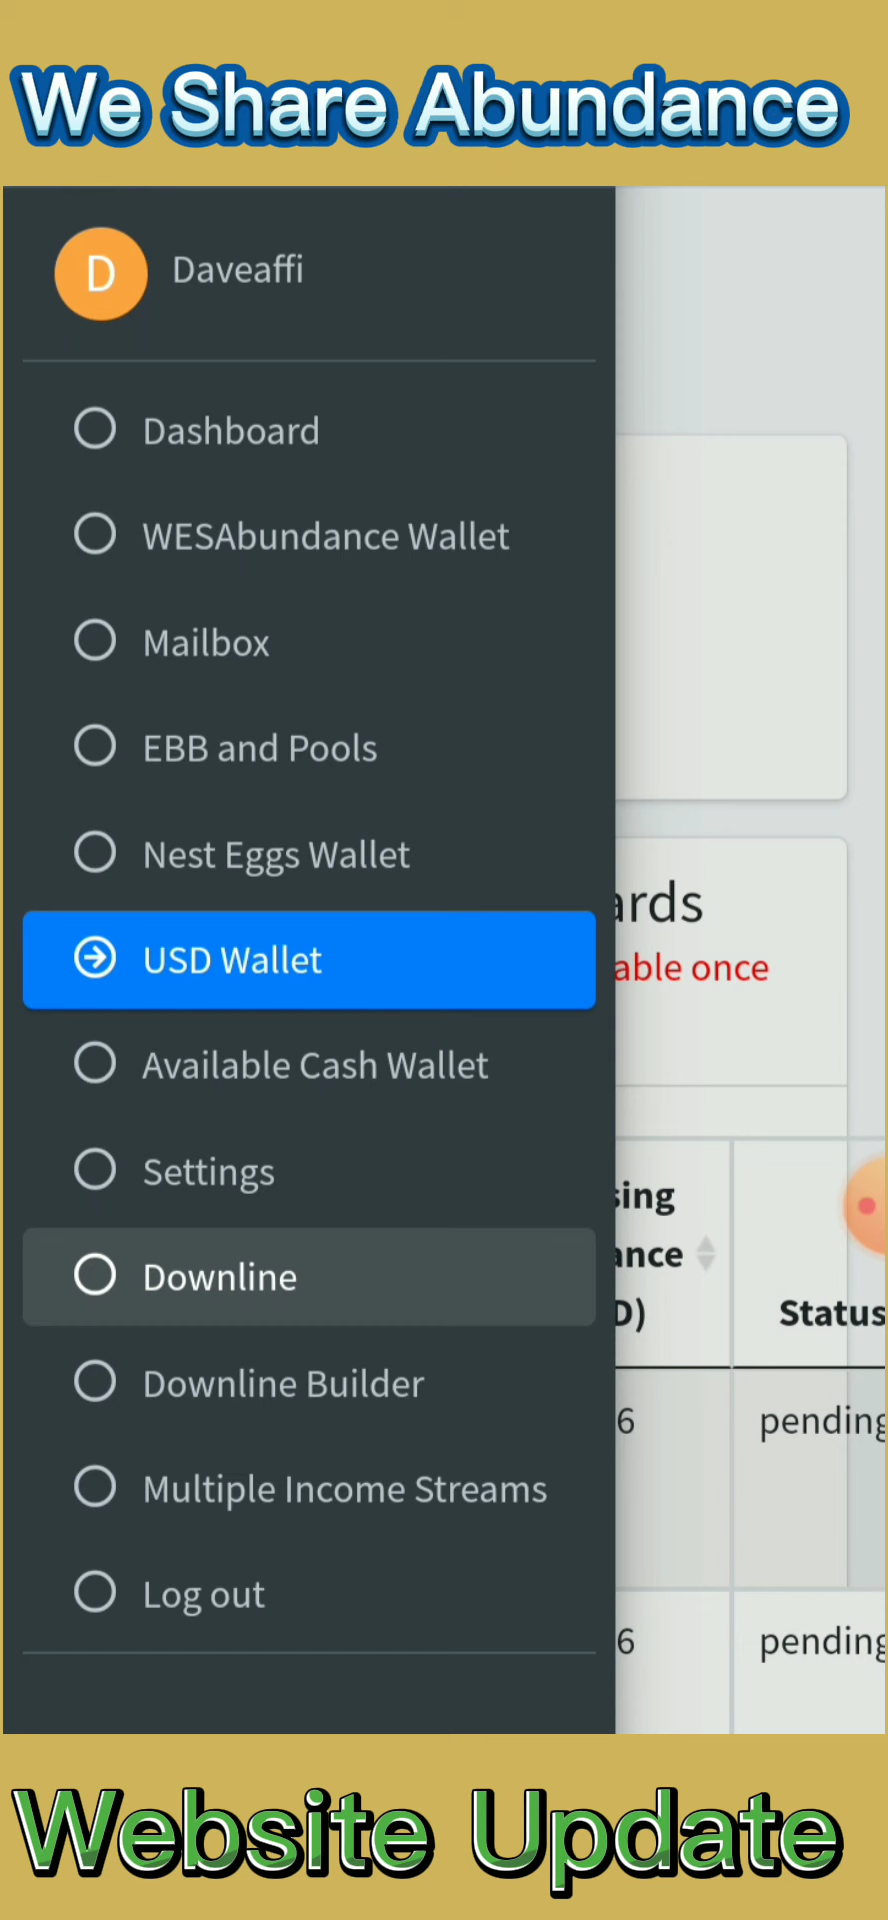 We Share Abundance
D
Daveaffi
Dashboard
WESAbundance Wallet
Mailbox
EBB and Pools
Nest Eggs Wallet
ards
USD Wallet
able once
Available Cash Wallet
Settings
sing
ance
Downline
D)
Status
Downline Builder
6
pending
Multiple Income Streams
Log out
6
pending
Website Update